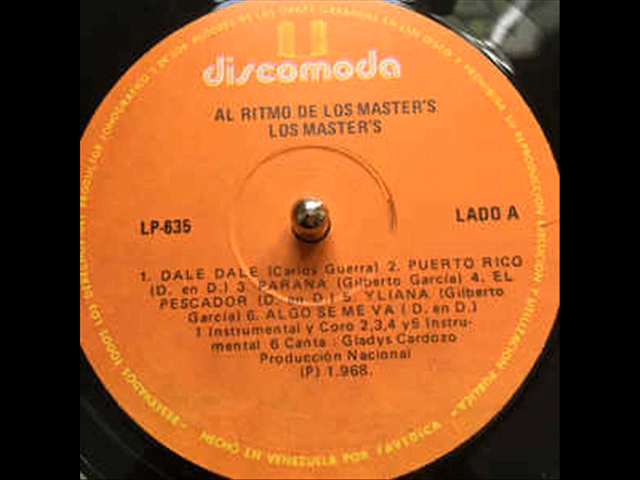 discomoda
AL RITMO DE LOS MASTER'S
LOS MASTER'S
LP-635
LADO A
1. DALE DALE (Carlos Guerra) 2. PUERTO RICO
(D. en D.) 3. PARANA (Gilberto García) 4. EL
PESCADOR (D. en D.) 5. YLIANA (Gilberto
García) 6. ALGO SE ME VA (D. en D.)
1 Instrumental y Coro 2,3,4 y5 Instru-
mental 6 Canta : Gladys Cardozo
Producción Nacional
(P) 1.968.
HECHO EN VENEZUELA POR FAVEDICA